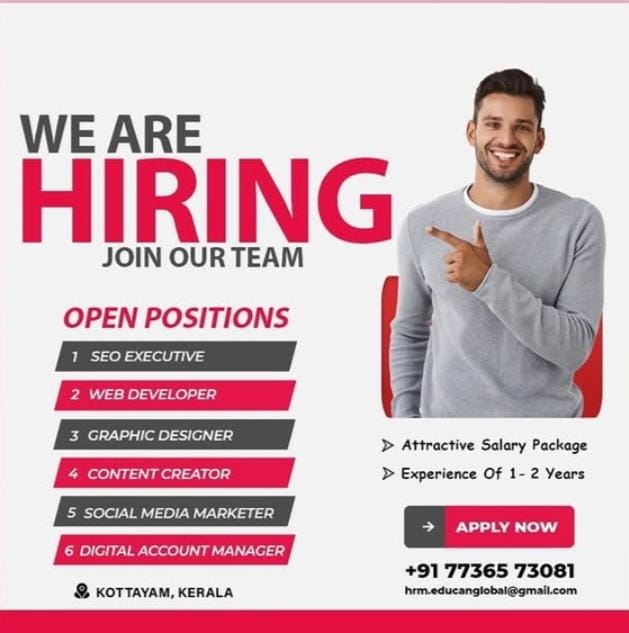 WE ARE
HIRING
JOIN OUR TEAM
OPEN POSITIONS
1 SEO EXECUTIVE
2 WEB DEVELOPER
3 GRAPHIC DESIGNER
4 CONTENT CREATOR
5 SOCIAL MEDIA MARKETER
6 DIGITAL ACCOUNT MANAGER
KOTTAYAM, KERALA
Attractive Salary Package
Experience Of 1- 2 Years
APPLY NOW
+91 77365 73081
hrm.educanglobal@gmail.com